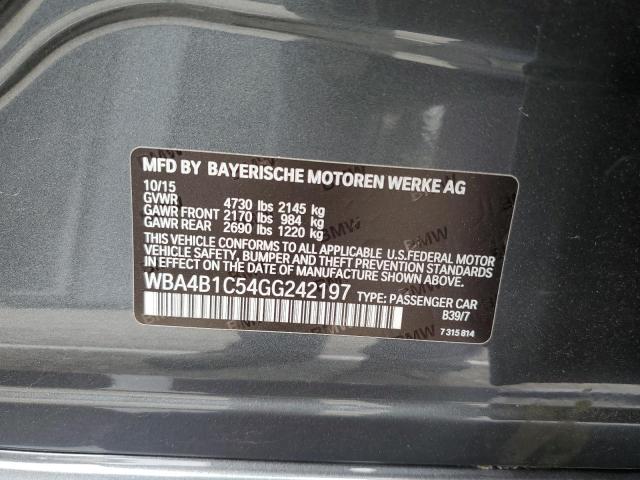 MFD BY BAYERISCHE MOTOREN WERKE AG
10/15
GVWR 4730 lbs 2145 kg
GAWR FRONT 2170 lbs 984 kg
GAWR REAR 2690 lbs 1220 kg
THIS VEHICLE CONFORMS TO ALL APPLICABLE U.S. FEDERAL MOTOR
VEHICLE SAFETY, BUMPER, AND THEFT PREVENTION STANDARDS
IN EFFECT ON THE DATE OF MANUFACTURE SHOWN ABOVE.
WBA4B1C54GG242197 TYPE: PASSENGER CAR
B39/7
7 315 814